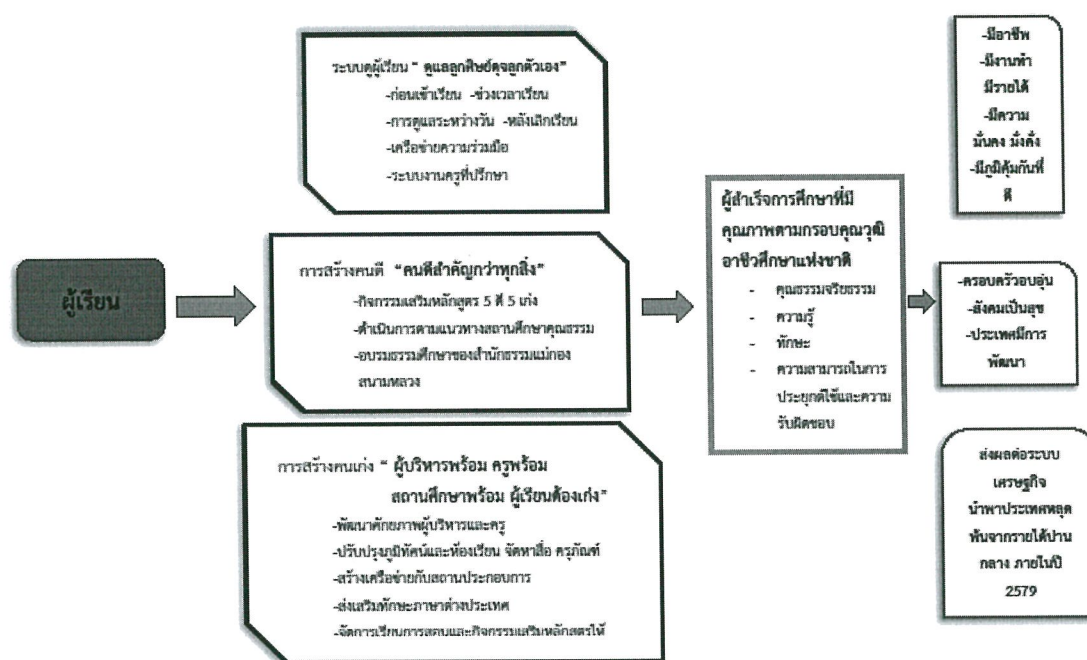 ผู้เรียน
ระบบดูผู้เรียน “ ดูแลลูกศิษย์ดุจลูกตัวเอง”
-ก่อนเข้าเรียน -ช่วงเวลาเรียน
-การดูแลระหว่างวัน -หลังเลิกเรียน
-เครือข่ายความร่วมมือ
-ระบบงานครูที่ปรึกษา
การสร้างคนดี “คนดีสำคัญกว่าทุกสิ่ง”
-กิจกรรมเสริมหลักสูตร 5 ดี 5 เก่ง
-ดำเนินการตามแนวทางสถานศึกษาคุณธรรม
-อบรมธรรมศึกษาของสำนักธรรมแม่กอง
สนามหลวง
การสร้างคนเก่ง “ ผู้บริหารพร้อม ครูพร้อม
สถานศึกษาพร้อม ผู้เรียนต้องเก่ง”
-พัฒนาศักยภาพผู้บริหารและครู
-ปรับปรุงภูมิทัศน์และห้องเรียน จัดหาสื่อ ครุภัณฑ์
-สร้างเครือข่ายกับสถานประกอบการ
-ส่งเสริมทักษะภาษาต่างประเทศ
-จัดการเรียนการสอนและกิจกรรมเสริมหลักสูตรให้
ผู้สำเร็จการศึกษาที่มี
คุณภาพตามกรอบคุณวุฒิ
อาชีวศึกษาแห่งชาติ
- คุณธรรมจริยธรรม
- ความรู้
- ทักษะ
- ความสามารถในการ
ประยุกต์ใช้และความ
รับผิดชอบ
-มีอาชีพ
-มีงานทำ
มีรายได้
-มีความ
มั่นคง มั่งคั่ง
-มีภูมิคุ้มกันที่
ดี
-ครอบครัวอบอุ่น
-สังคมเป็นสุข
-ประเทศมีการ
พัฒนา
ส่งผลต่อระบบ
เศรษฐกิจ
นำพาประเทศหลุด
พ้นจากรายได้ปาน
กลาง ภายในปี
2579